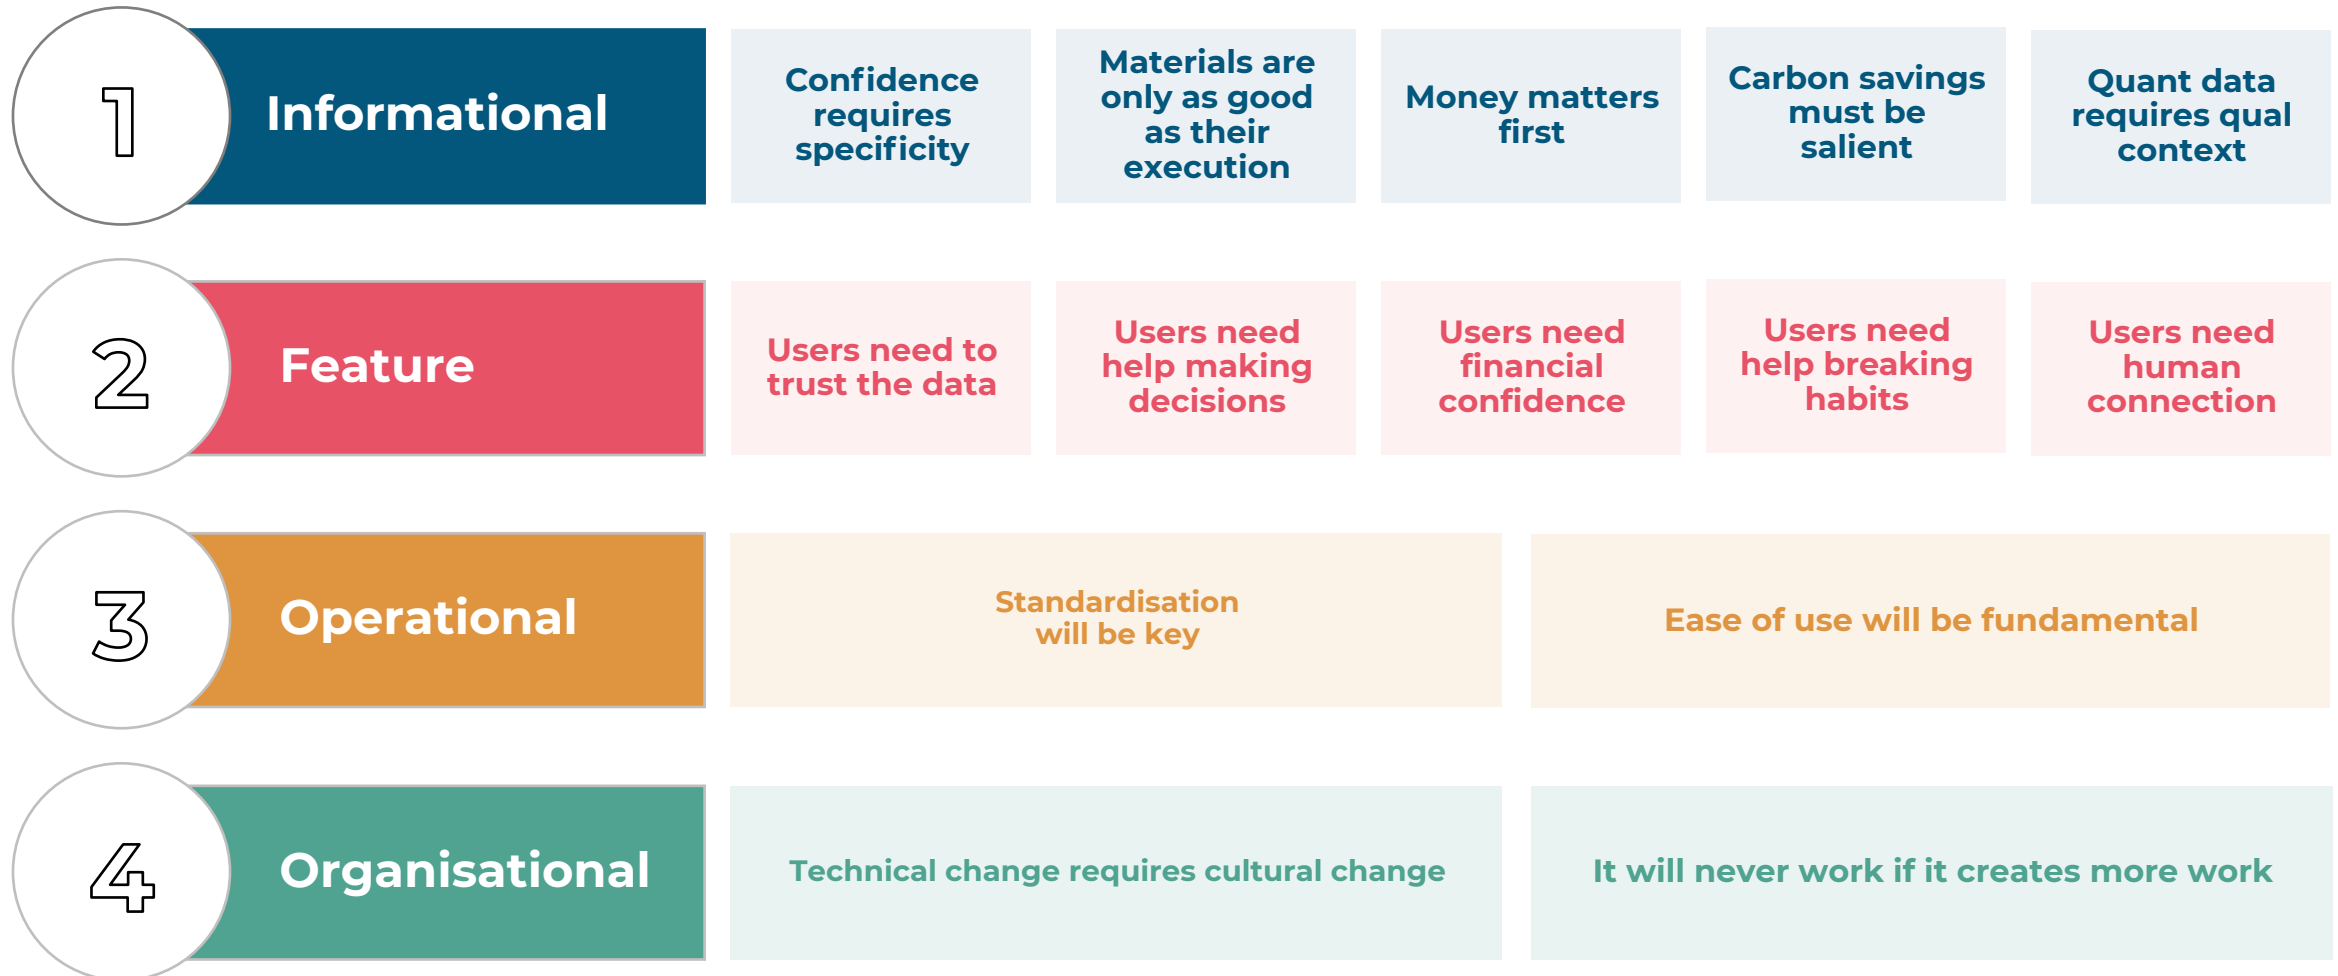 1
Informational
Confidence
requires
specificity
Materials are
only as good
as their
execution
Money matters
first
Carbon savings
must be
salient
Quant data
requires qual
context
2
Feature
Users need to
trust the data
Users need
help making
decisions
Users need
financial
confidence
Users need
help breaking
habits
Users need
human
connection
3
Operational
Standardisation
will be key
Ease of use will be fundamental
4
Organisational
Technical change requires cultural change
It will never work if it creates more work